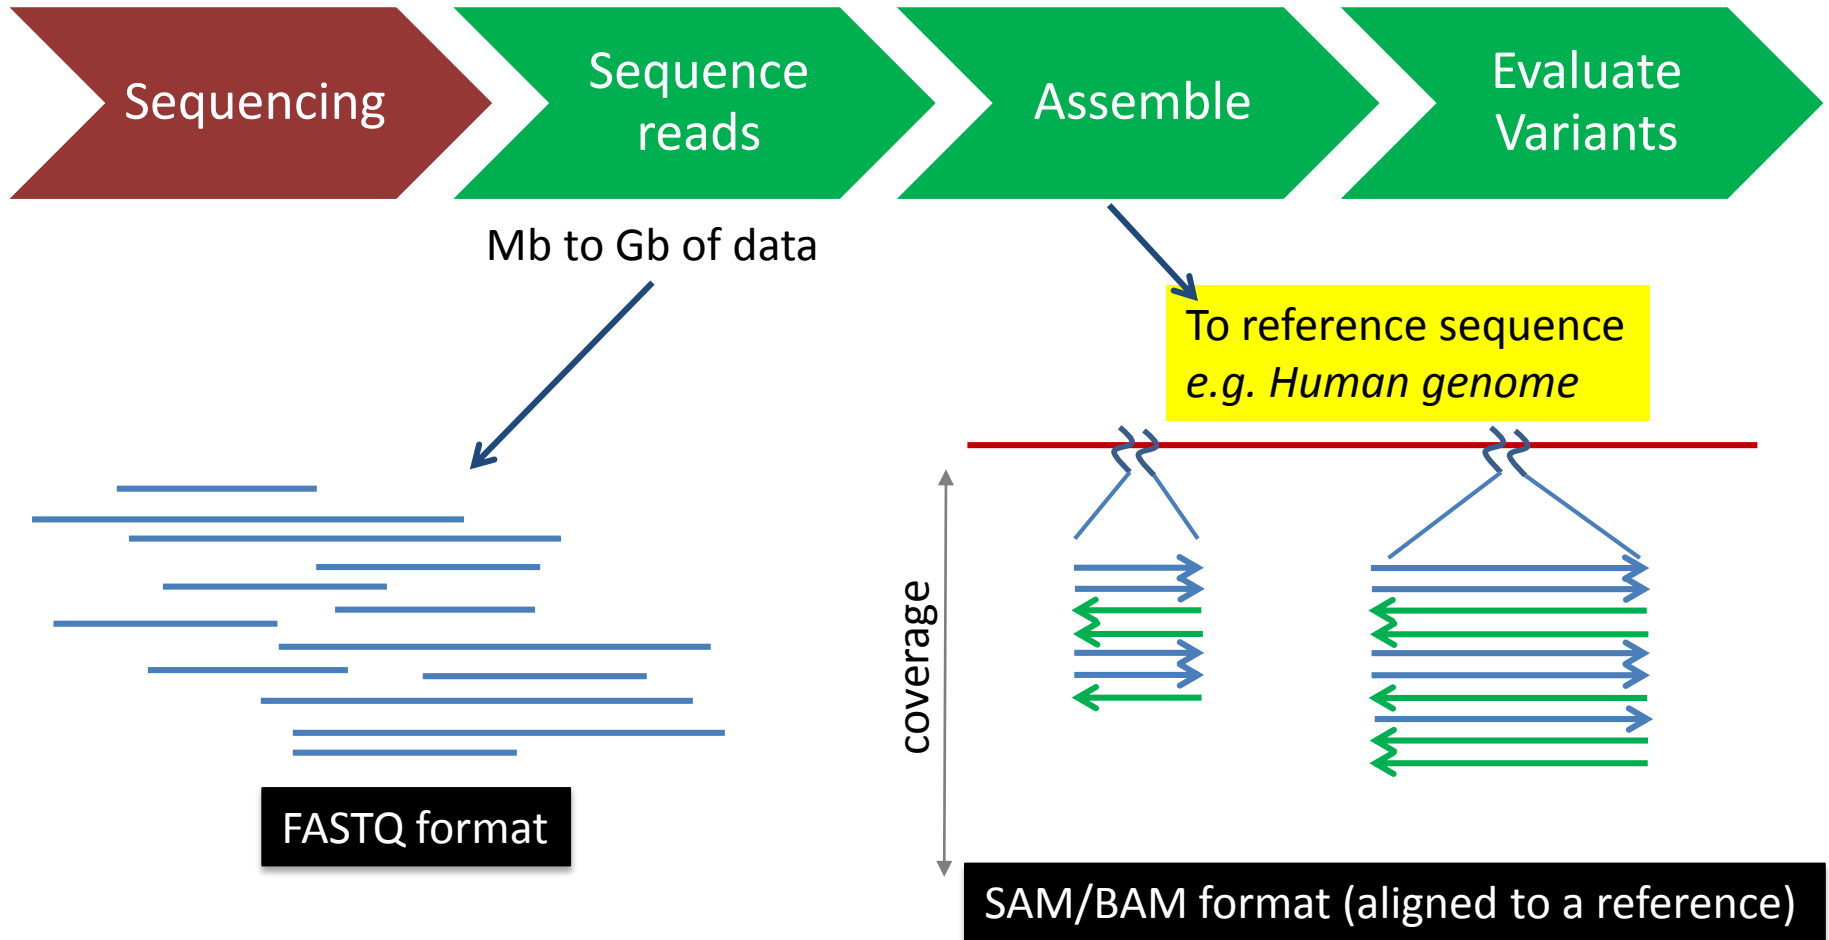 Sequencing
Sequence
reads
Assemble
Evaluate
Variants
Mb to Gb of data
To reference sequence
e.g. Human genome
coverage
FASTQ format
SAM/BAM format (aligned to a reference)